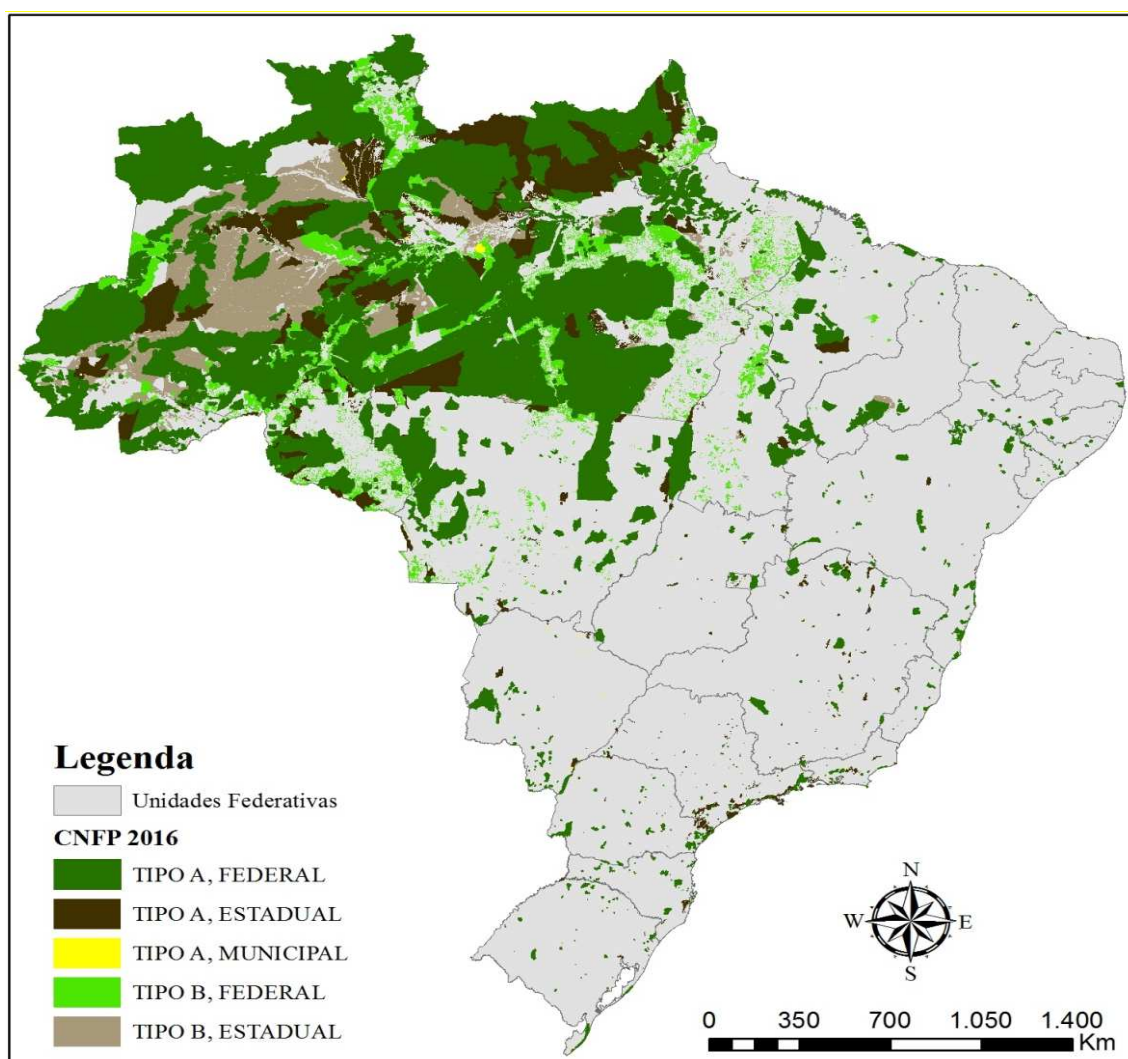 Legenda
Unidades Federativas
CNFP 2016
TIPO A, FEDERAL
TIPO A, ESTADUAL
TIPO A, MUNICIPAL
TIPO B, FEDERAL
TIPO B, ESTADUAL
N
W E
S
0 350 700 1.050 1.400
Km